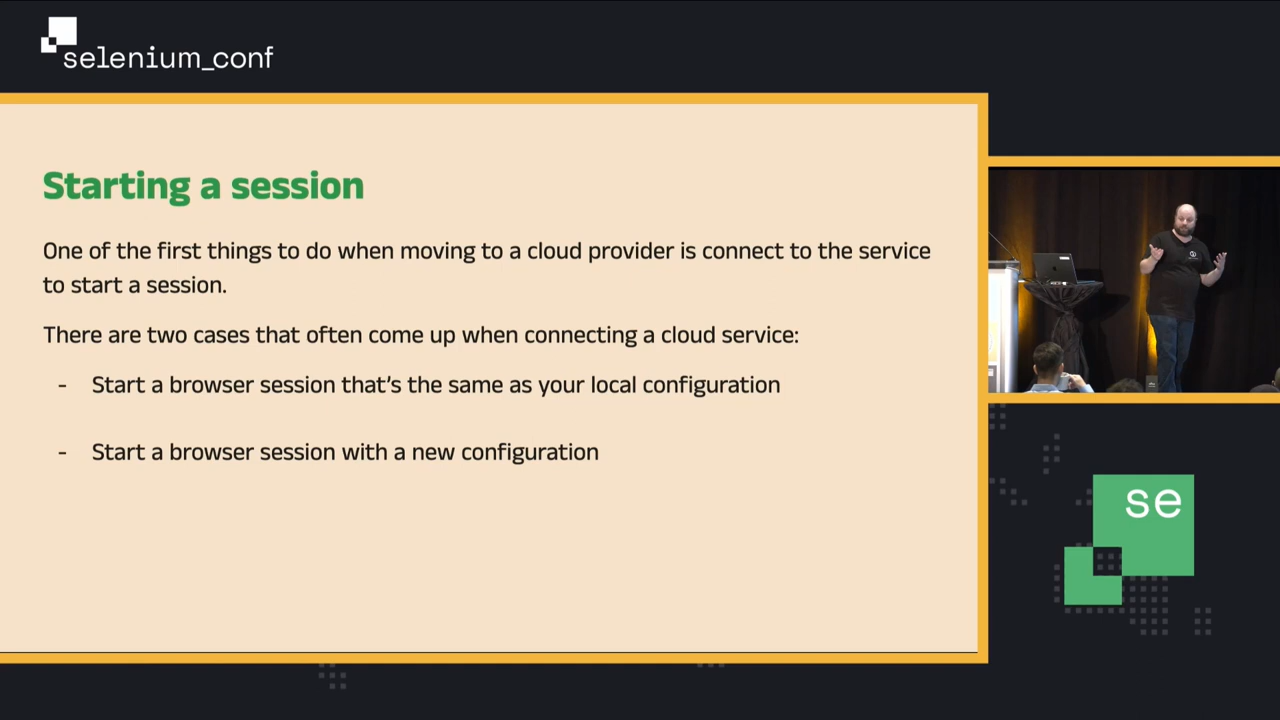 selenium_conf
Starting a session
One of the first things to do when moving to a cloud provider is connect to the service
to start a session.
There are two cases that often come up when connecting a cloud service:
- Start a browser session that's the same as your local configuration
- Start a browser session with a new configuration
se